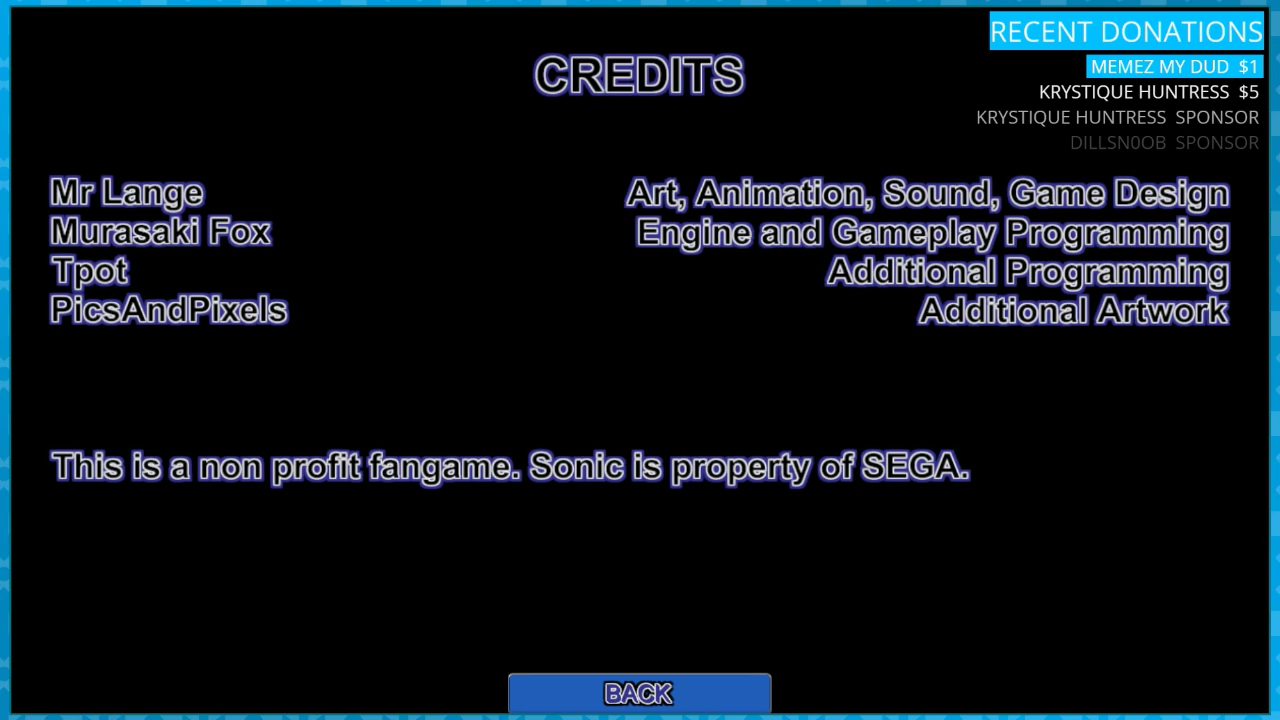 RECENT DONATIONS
MEMEZ MY DUD $1
KRYSTIQUE HUNTRESS $5
KRYSTIQUE HUNTRESS SPONSOR
DILLSN0OB SPONSOR
CREDITS
Mr Lange Art, Animation, Sound, Game Design
Murasaki Fox Engine and Gameplay Programming
Tpot Additional Programming
PicsAndPixels Additional Artwork
This is a non profit fangame. Sonic is property of SEGA.
BACK